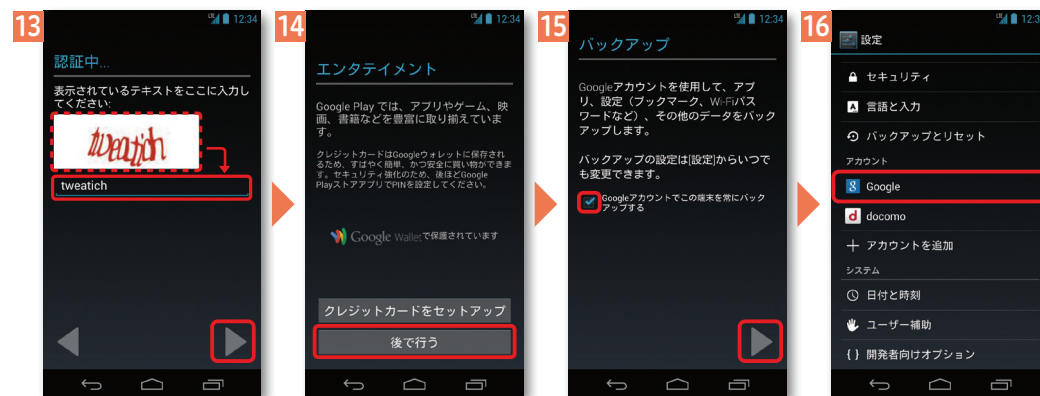 13
12:34
認証中...
表示されているテキストをここに入力し
てください:
tweatich
tweatich
14
12:34
エンタテイメント
Google Play では、アプリやゲーム、映
画、書籍などを豊富に取り揃えていま
す。
クレジットカードはGoogleウォレットに保存され
るため、すばやく簡単、かつ安全に買い物ができま
す。セキュリティ強化のため、後ほどGoogle
PlayストアアプリでPINを設定してください。
Google Walletで保護されています
クレジットカードをセットアップ
後で行う
15
12:34
バックアップ
Googleアカウントを使用して、アプ
リ、設定（ブックマーク、Wi-Fiパス
ワードなど）、その他のデータをバック
アップします。
バックアップの設定は[設定]からいつで
も変更できます。
Googleアカウントでこの端末を常にバック
アップする
16
12:3
設定
セキュリティ
A 言語と入力
バックアップとリセット
アカウント
8 Google
d docomo
アカウントを追加
システム
日付と時刻
ユーザー補助
{ } 開発者向けオプション